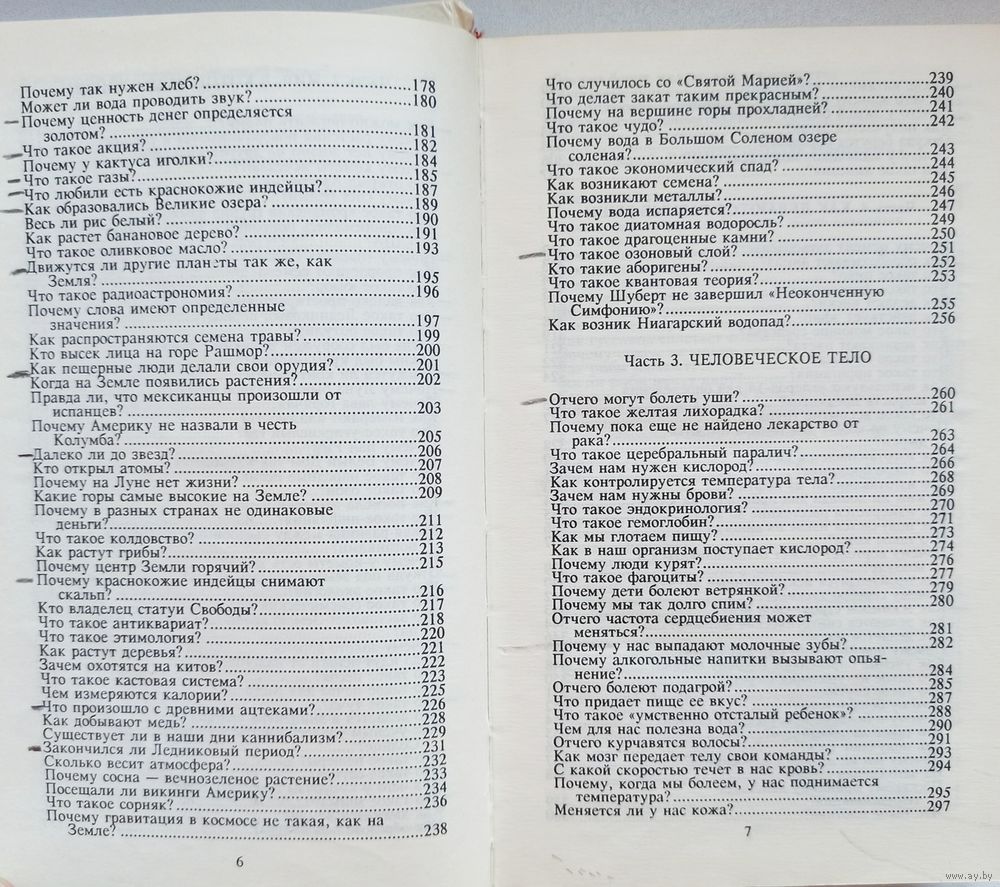 Почему так нужен хлеб?.....178
Может ли вода проводить звук?.....180
Почему ценность денег определяется
золотом?.....181
Что такое акция?.....182
Почему у кактуса иголки?.....184
Что такое газы?.....185
Что любили есть краснокожие индейцы?.....187
Как образовались Великие озера?.....189
Весь ли рис белый?.....190
Как растет банановое дерево?.....191
Что такое оливковое масло?.....193
Движутся ли другие планеты так же, как
Земля?.....195
Что такое радиоастрономия?.....196
Почему слова имеют определенные
значения?.....197
Как распространяются семена травы?.....199
Кто высек лица на горе Рашмор?.....200
Как пещерные люди делали свои орудия?.....201
Когда на Земле появились растения?.....202
Правда ли, что мексиканцы произошли от
испанцев?.....203
Почему Америку не назвали в честь
Колумба?.....205
Далеко ли до звезд?.....206
Кто открыл атомы?.....207
Почему на Луне нет жизни?.....208
Какие горы самые высокие на Земле?.....209
Почему в разных странах не одинаковые
деньги?.....211
Что такое колдовство?.....212
Как растут грибы?.....213
Почему центр Земли горячий?.....215
Почему краснокожие индейцы снимают
скальп?.....216
Кто владелец статуи Свободы?.....217
Что такое антиквариат?.....218
Что такое этимология?.....220
Как растут деревья?.....221
Зачем охотятся на китов?.....222
Что такое кастовая система?.....223
Чем измеряются калории?.....225
Что произошло с древними ацтеками?.....226
Как добывают медь?.....228
Существует ли в наши дни каннибализм?.....229
Закончился ли Ледниковый период?.....231
Сколько весит атмосфера?.....232
Почему сосна — вечнозеленое растение?.....233
Посещали ли викинги Америку?.....234
Что такое сорняк?.....236
Почему гравитация в космосе не такая, как на
Земле?.....238
6
Что случилось со «Святой Марией»?.....239
Что делает закат таким прекрасным?.....240
Почему на вершине горы прохладней?.....241
Что такое чудо?.....242
Почему вода в Большом Соленом озере
соленая?.....243
Что такое экономический спад?.....244
Как возникают семена?.....245
Как возникли металлы?.....246
Почему вода испаряется?.....247
Что такое диатомная водоросль?.....249
Что такое драгоценные камни?.....250
Что такое озоновый слой?.....251
Кто такие аборигены?.....252
Что такое квантовая теория?.....253
Почему Шуберт не завершил «Неоконченную
Симфонию»?.....255
Как возник Ниагарский водопад?.....256
Часть 3. ЧЕЛОВЕЧЕСКОЕ ТЕЛО
Отчего могут болеть уши?.....260
Что такое желтая лихорадка?.....261
Почему пока еще не найдено лекарство от
рака?.....263
Что такое церебральный паралич?.....264
Зачем нам нужен кислород?.....266
Как контролируется температура тела?.....268
Зачем нам нужны брови?.....269
Что такое эндокринология?.....270
Что такое гемоглобин?.....271
Как мы глотаем пищу?.....273
Как в наш организм поступает кислород?.....274
Почему люди курят?.....276
Что такое фагоциты?.....277
Почему дети болеют ветрянкой?.....279
Почему мы так долго спим?.....280
Отчего частота сердцебиения может
меняться?.....281
Почему у нас выпадают молочные зубы?.....282
Почему алкогольные напитки вызывают опья-
нение?.....284
Отчего болеют подагрой?.....285
Что придает пище ее вкус?.....287
Что такое «умственно отсталый ребенок»?.....288
Чем для нас полезна вода?.....290
Отчего курчавятся волосы?.....291
Как мозг передает телу свои команды?.....293
С какой скоростью течет в нас кровь?.....294
Почему, когда мы болеем, у нас поднимается
температура?.....295
Меняется ли у нас кожа?.....297
7
www.ay.by